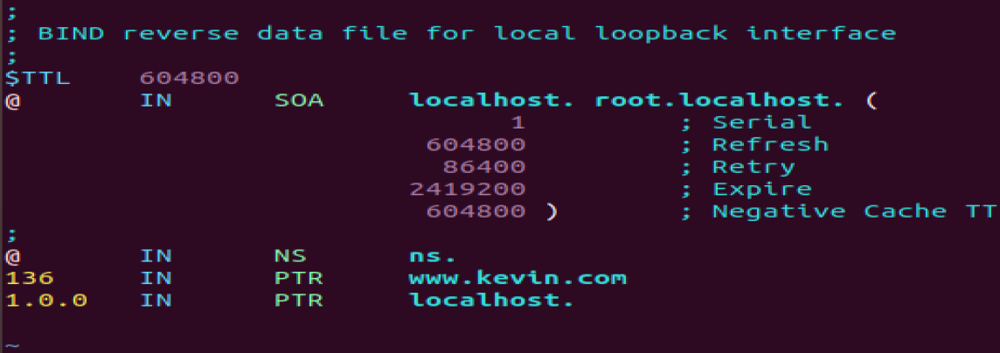 ;
; BIND reverse data file for local loopback interface
;
$TTL 604800
@ IN SOA localhost. root.localhost. (
1 ; Serial
604800 ; Refresh
86400 ; Retry
2419200 ; Expire
604800 ) ; Negative Cache TT
;
@ IN NS ns.
136 IN PTR www.kevin.com
1.0.0 IN PTR localhost.
~